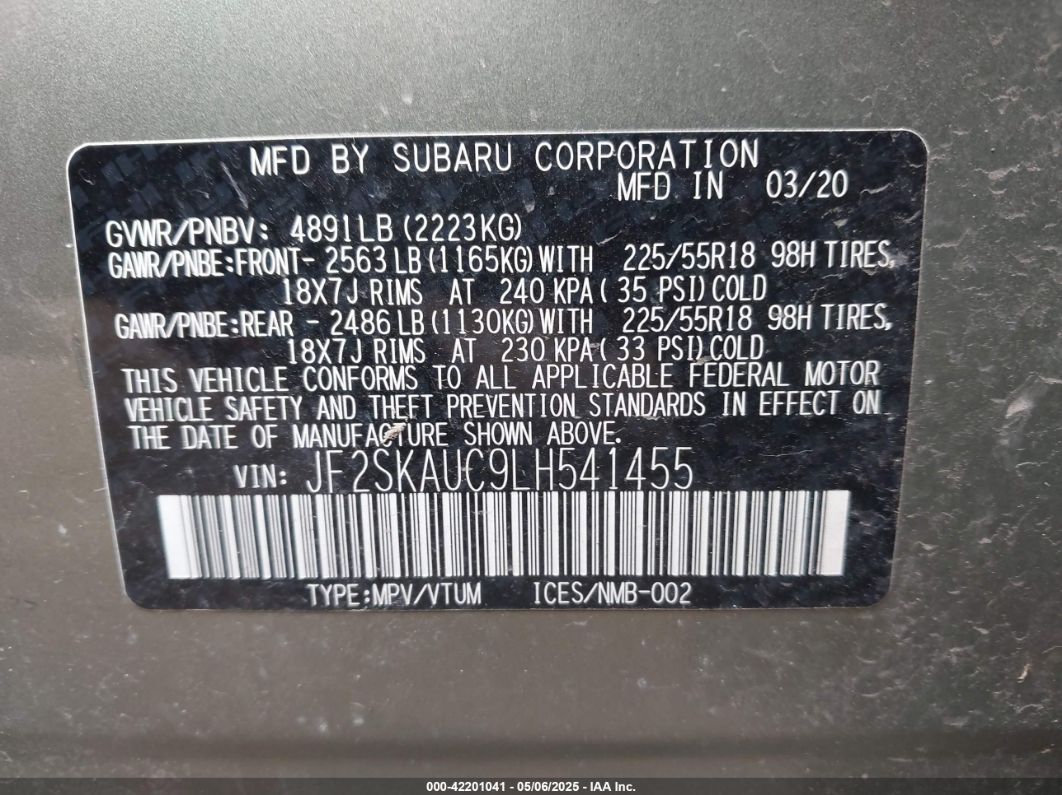 MFD BY SUBARU CORPORATION
MFD IN 03/20
GVWR/PNBV: 4891LB (2223KG)
GAWR/PNBE:FRONT- 2563LB(1165KG)WITH 225/55R18 98H TIRES,
18X7J RIMS AT 240 KPA( 35 PSI)COLD
GAWR/PNBE:REAR - 2486LB(1130KG)WITH 225/55R18 98H TIRES,
18X7J RIMS AT 230 KPA( 33 PSI)COLD
THIS VEHICLE CONFORMS TO ALL APPLICABLE FEDERAL MOTOR
VEHICLE SAFETY AND THEFT PREVENTION STANDARDS IN EFFECT ON
THE DATE OF MANUFACTURE SHOWN ABOVE.
VIN: JF2SKAUC9LH541455
TYPE:MPV/VTUM ICES/NMB-002
000-42201041 - 05/06/2025 - IAA Inc.